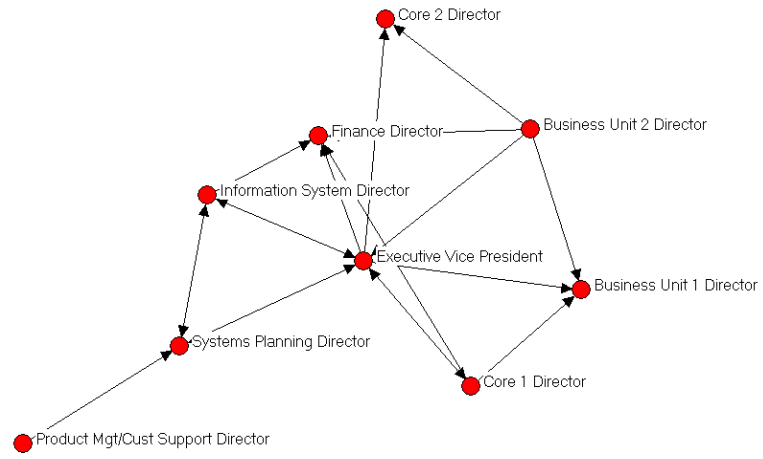 Core 2 Director
Business Unit 2 Director
Finance Director
Information System Director
Executive Vice President
Business Unit 1 Director
Systems Planning Director
Core 1 Director
Product Mgt/Cust Support Director